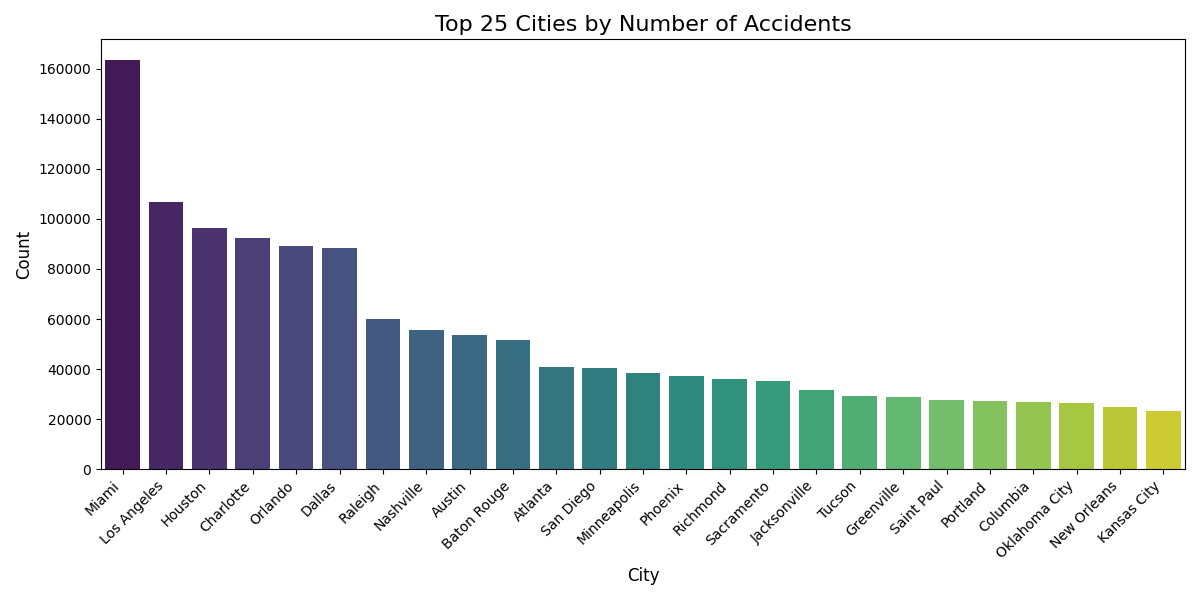 Top 25 Cities by Number of Accidents
Count
160000
140000
120000
100000
80000
60000
40000
20000
0
Miami
Los Angeles
Houston
Charlotte
Orlando
Dallas
Raleigh
Nashville
Austin
Baton Rouge
Atlanta
San Diego
Minneapolis
Phoenix
Richmond
Sacramento
Jacksonville
Tucson
Greenville
Saint Paul
Portland
Columbia
Oklahoma City
New Orleans
Kansas City
City